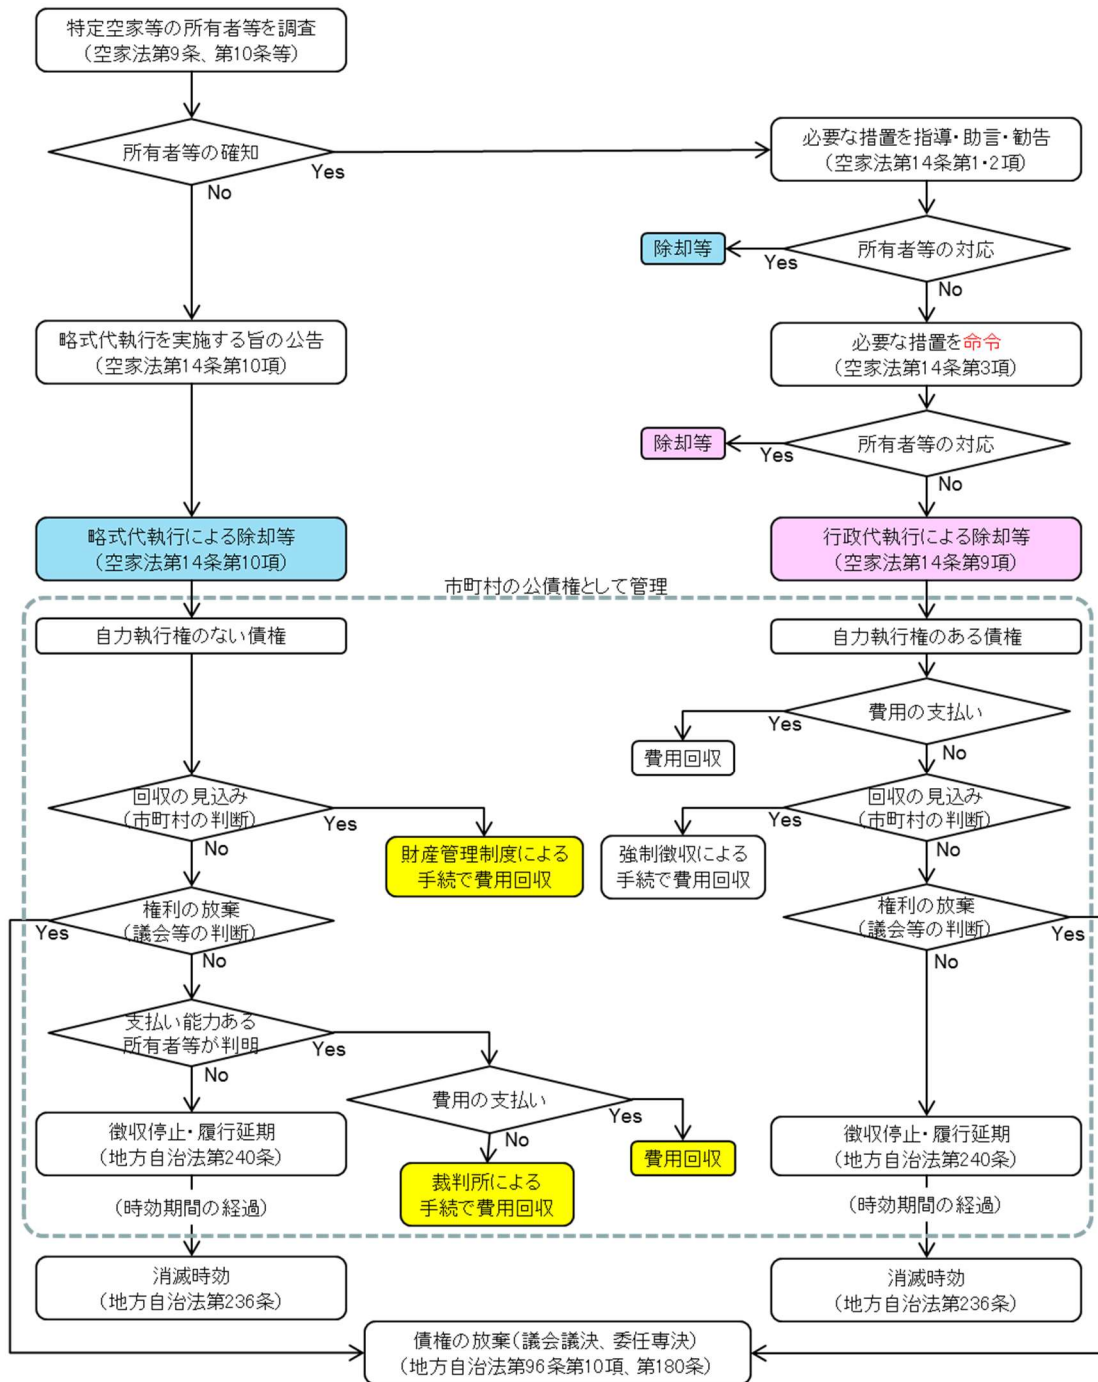 特定空家等の所有者等を調査
(空家法第9条、第10条等)
所有者等の確知
Yes
No
必要な措置を指導・助言・勧告
(空家法第14条第1・2項)
所有者等の対応
Yes
除却等
No
略式代執行を実施する旨の公告
(空家法第14条第10項)
必要な措置を命令
(空家法第14条第3項)
所有者等の対応
Yes
除却等
No
略式代執行による除却等
(空家法第14条第10項)
行政代執行による除却等
(空家法第14条第9項)
市町村の公債権として管理
自力執行権のない債権
自力執行権のある債権
費用の支払い
Yes
費用回収
No
回収の見込み
(市町村の判断)
Yes
No
財産管理制度による
手続で費用回収
回収の見込み
(市町村の判断)
Yes
No
強制徴収による
手続で費用回収
権利の放棄
(議会等の判断)
Yes
No
権利の放棄
(議会等の判断)
Yes
No
支払い能力ある
所有者等が判明
Yes
No
費用の支払い
Yes
No
費用回収
裁判所による
手続で費用回収
徴収停止・履行延期
(地方自治法第240条)
(時効期間の経過)
徴収停止・履行延期
(地方自治法第240条)
(時効期間の経過)
消滅時効
(地方自治法第236条)
消滅時効
(地方自治法第236条)
債権の放棄(議会議決、委任専決)
(地方自治法第96条第10項、第180条)